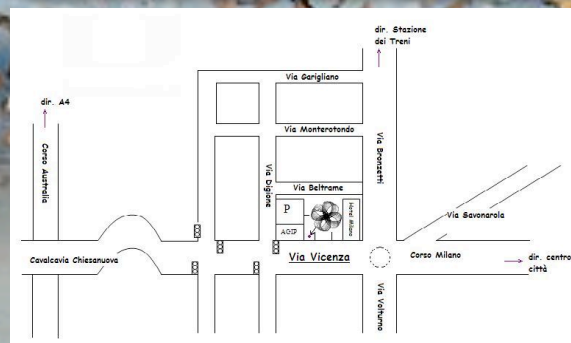 dir. Stazione
dei Treni
Via Garigliano
dir. A4
Via Monterotondo
Corso Australia
Via Digione
Via Bronzetti
Via Beltrame
P
Hotel Milano
Via Savonarola
AGIP
Cavalcavia Chiesanuova
Via Vicenza
Corso Milano
dir. centro
città
Via Volturno